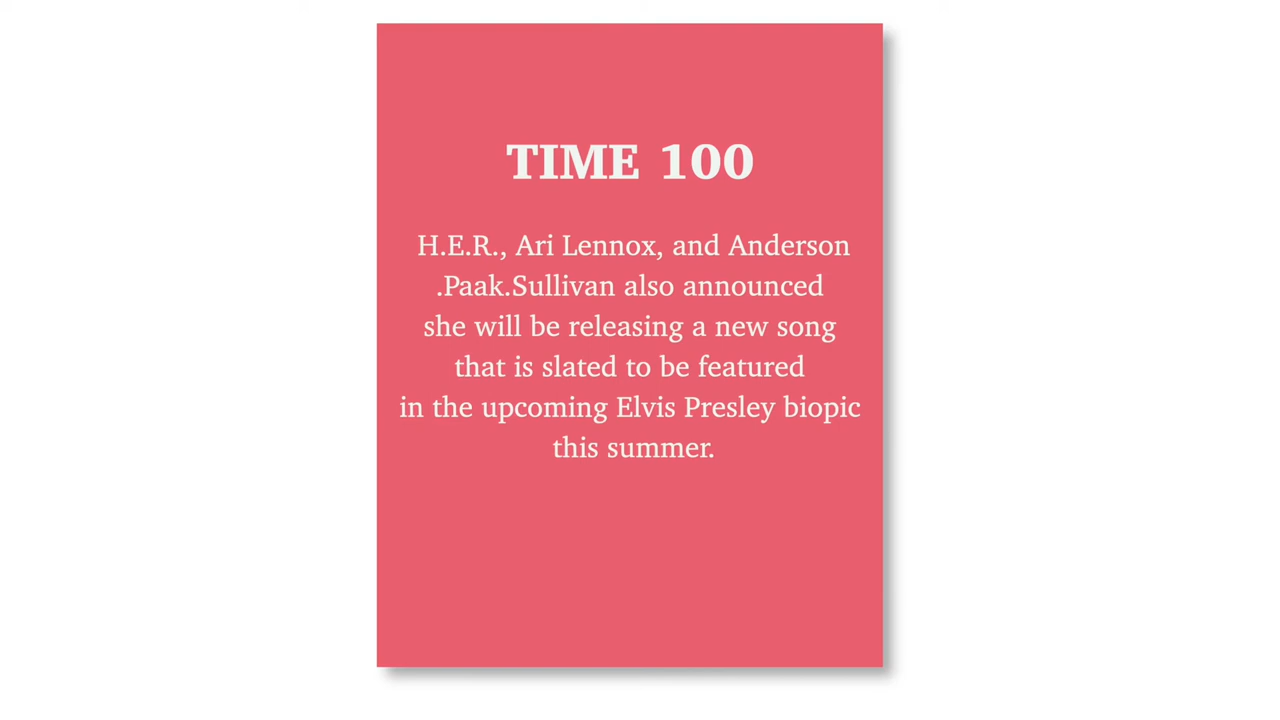 TIME 100
H.E.R., Ari Lennox, and Anderson
.Paak.Sullivan also announced
she will be releasing a new song
that is slated to be featured
in the upcoming Elvis Presley biopic
this summer.